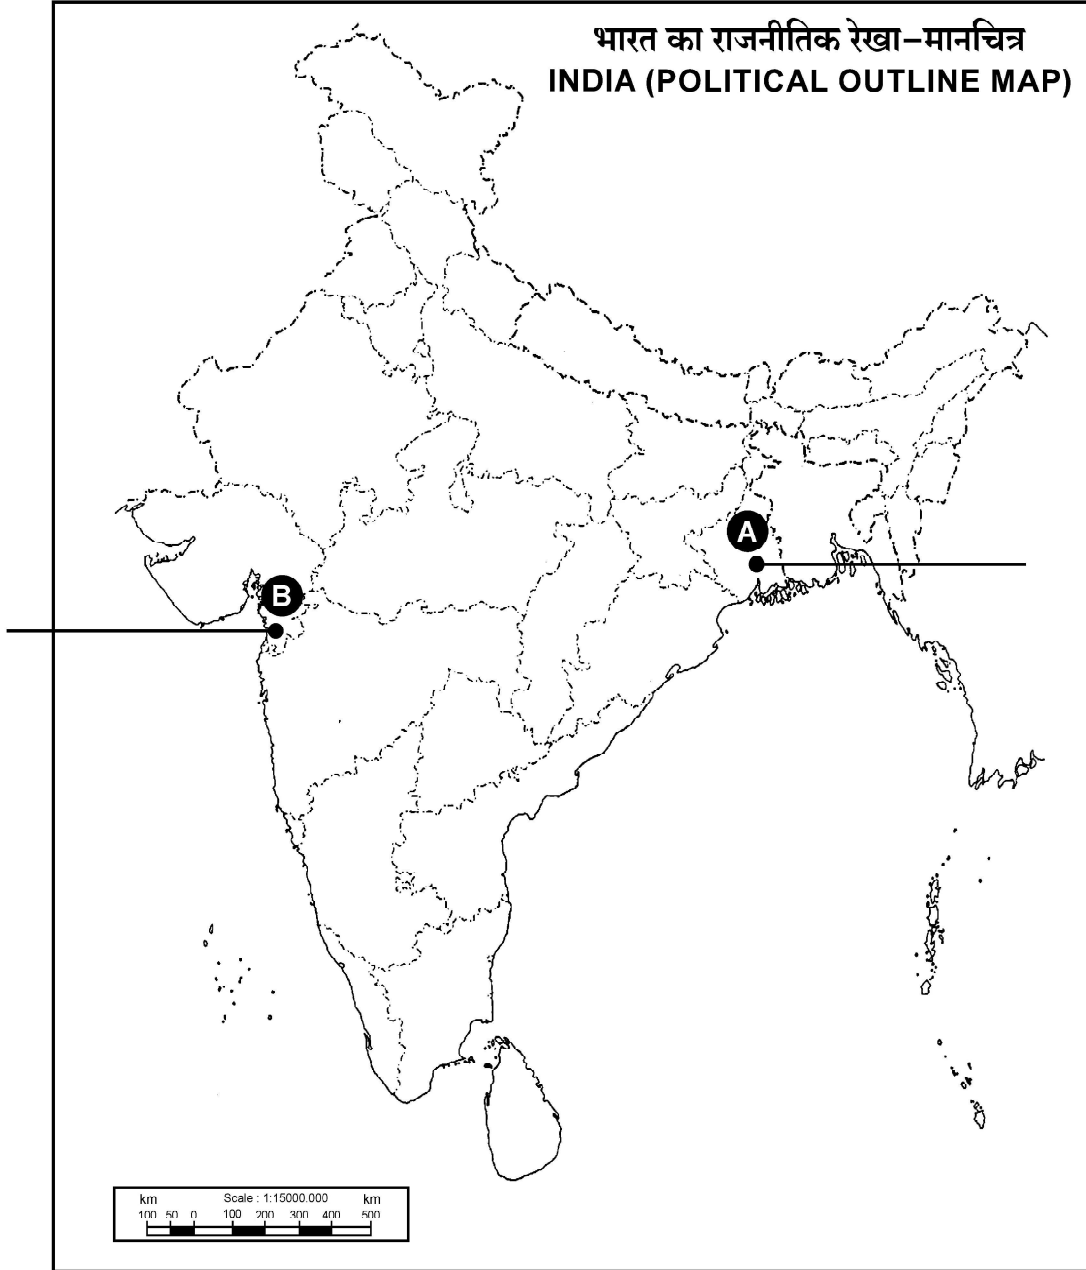 भारत का राजनीतिक रेखा–मानचित्र
INDIA (POLITICAL OUTLINE MAP)
A
B
km Scale : 1:15000.000 km
100 50 0 100 200 300 400 500